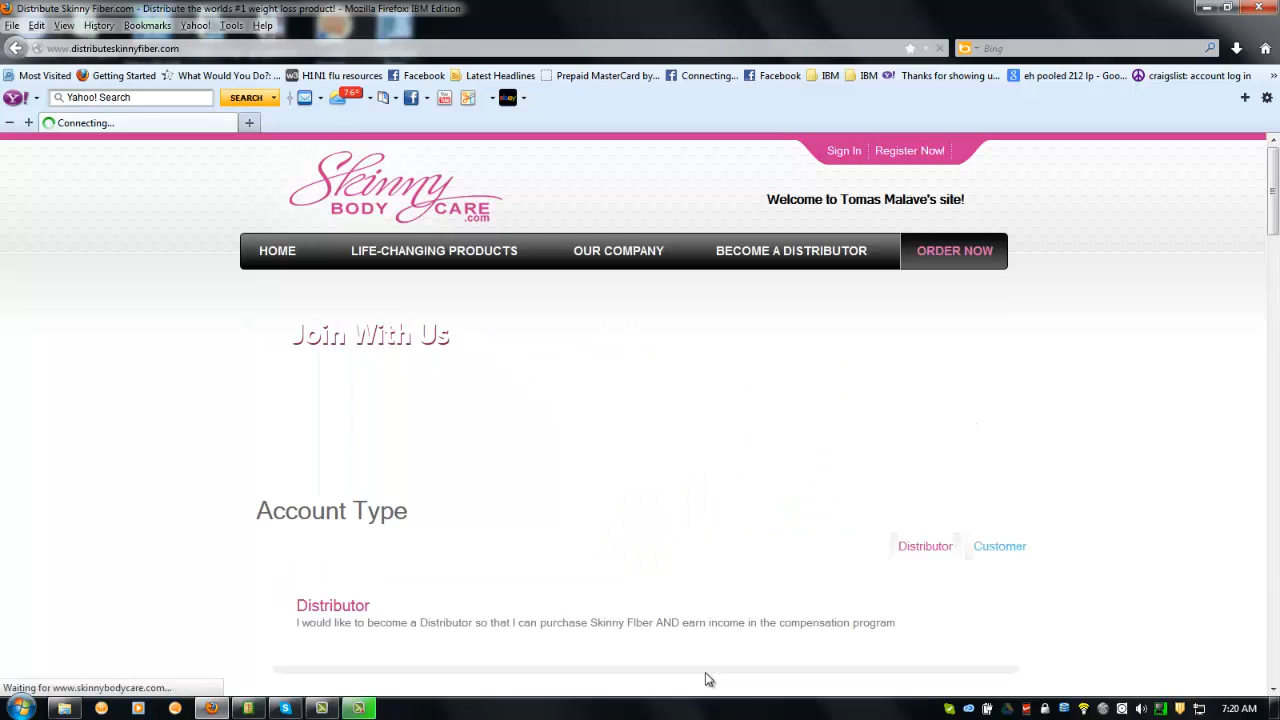 Distribute Skinny Fiber.com - Distribute the worlds #1 weight loss product! - Mozilla Firefox: IBM Edition
File Edit View History Bookmarks Yahoo! Tools Help
www.distributeskinnyfiber.com
Bing
Most Visited Getting Started What Would You Do?: ... w3 H1N1 flu resources Facebook Latest Headlines Prepaid MasterCard by... Connecting... Facebook IBM IBM Thanks for showing u... eh pooled 212 lp - Goo... craigslist: account log in »
Y! Yahoo! Search SEARCH 76° ebay
Connecting...
Sign In Register Now!
Skinny
BODY CARE
.com
Welcome to Tomas Malave's site!
HOME LIFE-CHANGING PRODUCTS OUR COMPANY BECOME A DISTRIBUTOR ORDER NOW
Join With Us
Account Type
Distributor Customer
Distributor
I would like to become a Distributor so that I can purchase Skinny FIber AND earn income in the compensation program
Waiting for www.skinnybodycare.com...
7:20 AM